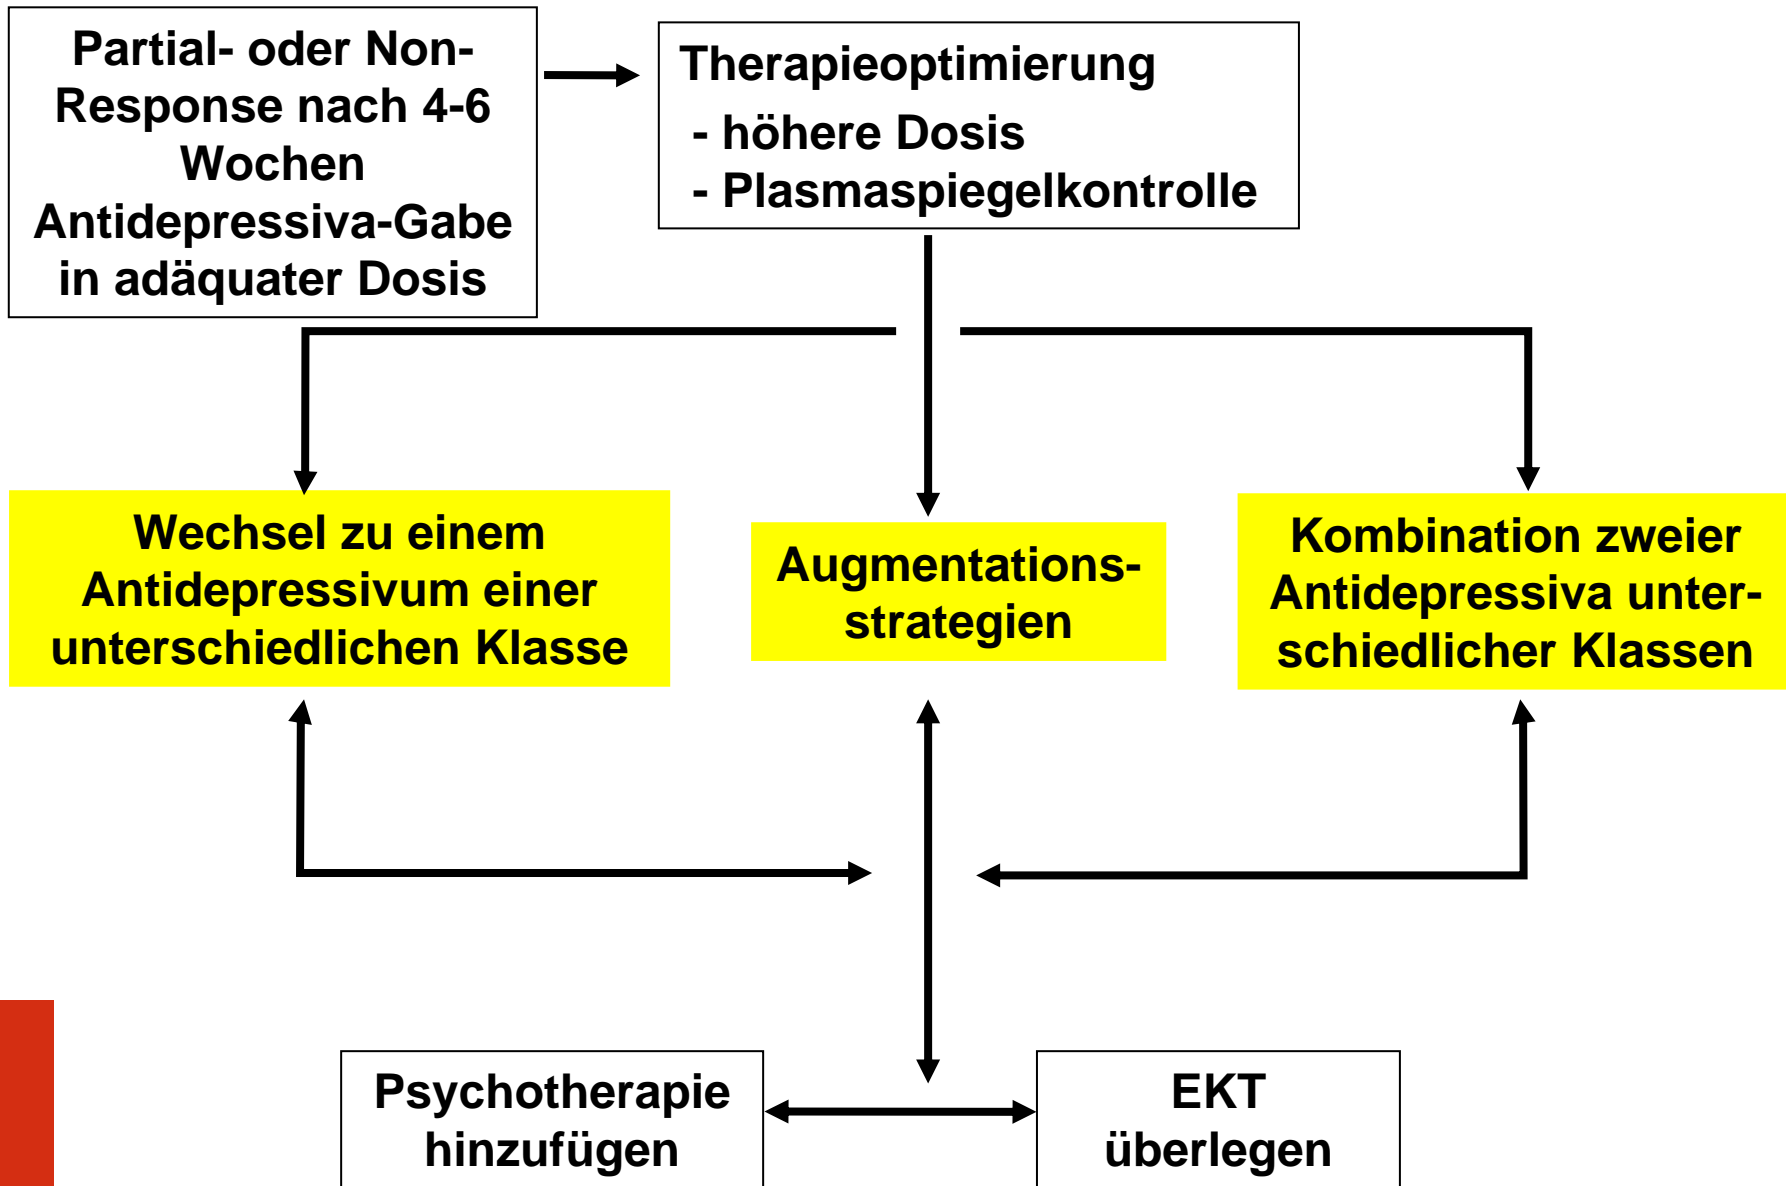 Partial- oder Non-
Response nach 4-6
Wochen
Antidepressiva-Gabe
in adäquater Dosis
Therapieoptimierung
- höhere Dosis
- Plasmaspiegelkontrolle
Wechsel zu einem
Antidepressivum einer
unterschiedlichen Klasse
Augmentations-
strategien
Kombination zweier
Antidepressiva unter-
schiedlicher Klassen
Psychotherapie
hinzufügen
EKT
überlegen